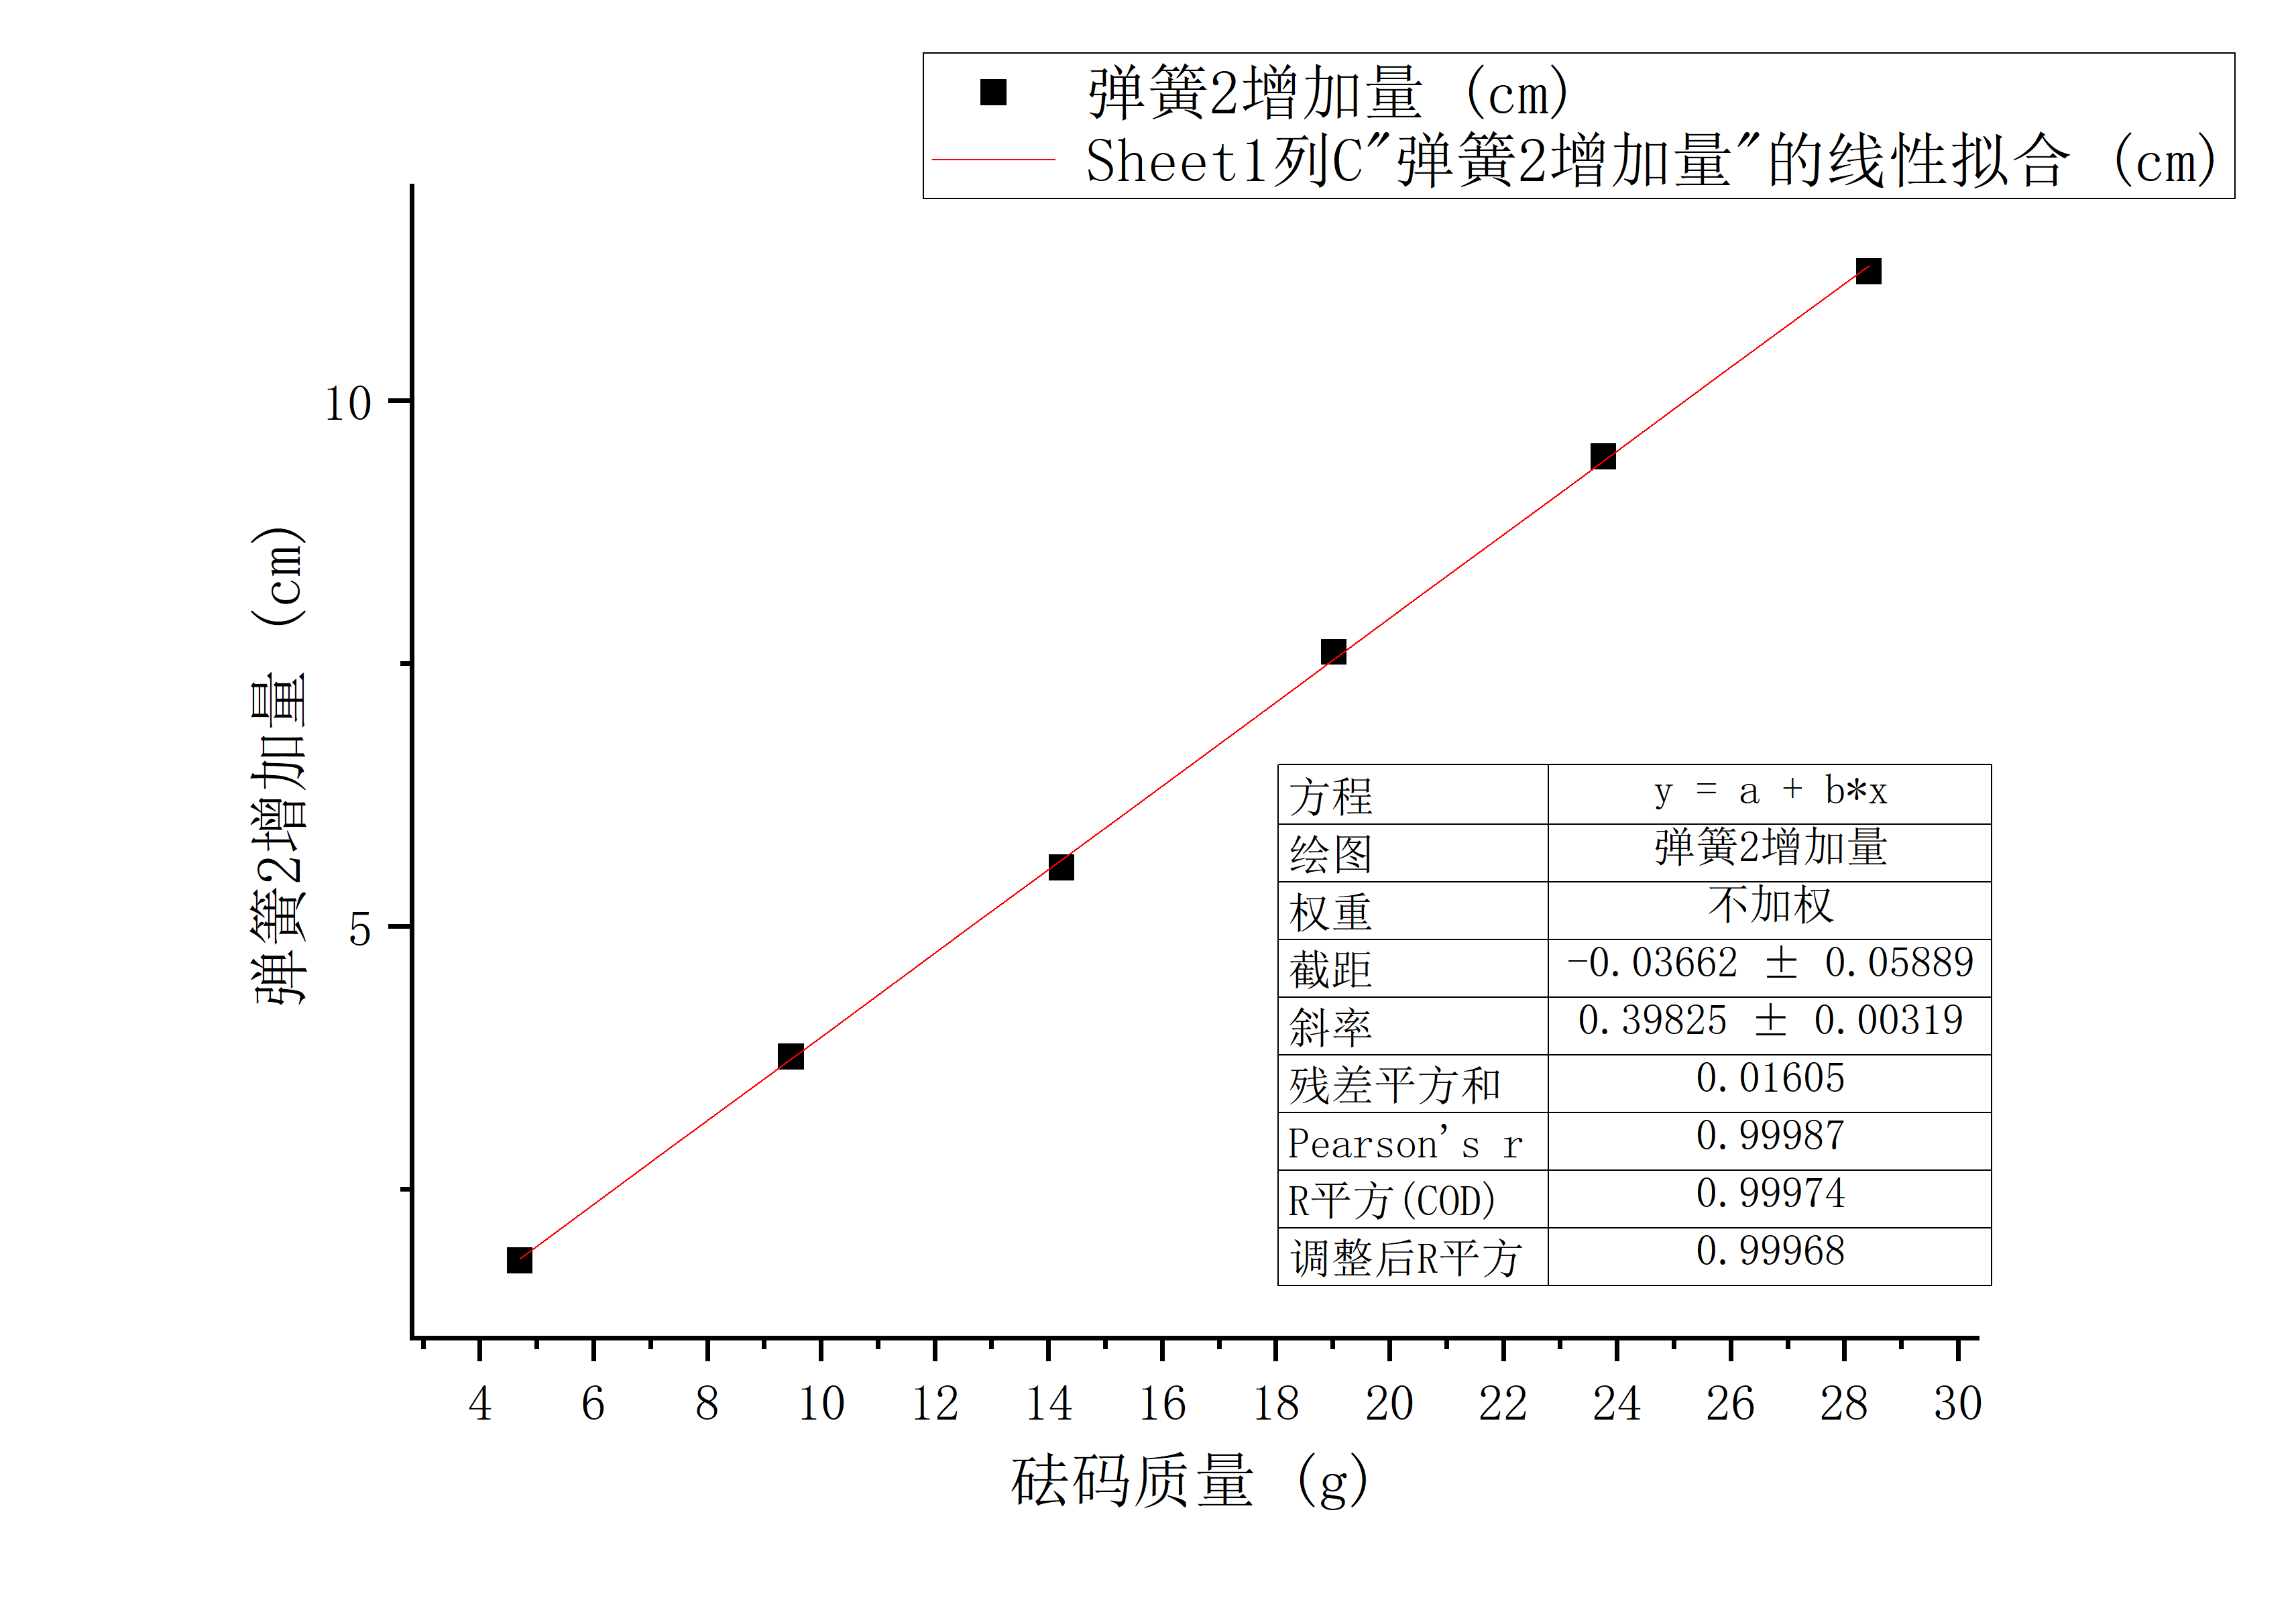 弹簧2增加量 (cm)
Sheet1列C"弹簧2增加量"的线性拟合 (cm)
10
5
弹簧2增加量 (cm)
方程 y = a + b*x
绘图 弹簧2增加量
权重 不加权
截距 -0.03662 ± 0.05889
斜率 0.39825 ± 0.00319
残差平方和 0.01605
Pearson's r 0.99987
R平方(COD) 0.99974
调整后R平方 0.99968
4 6 8 10 12 14 16 18 20 22 24 26 28 30
砝码质量 (g)